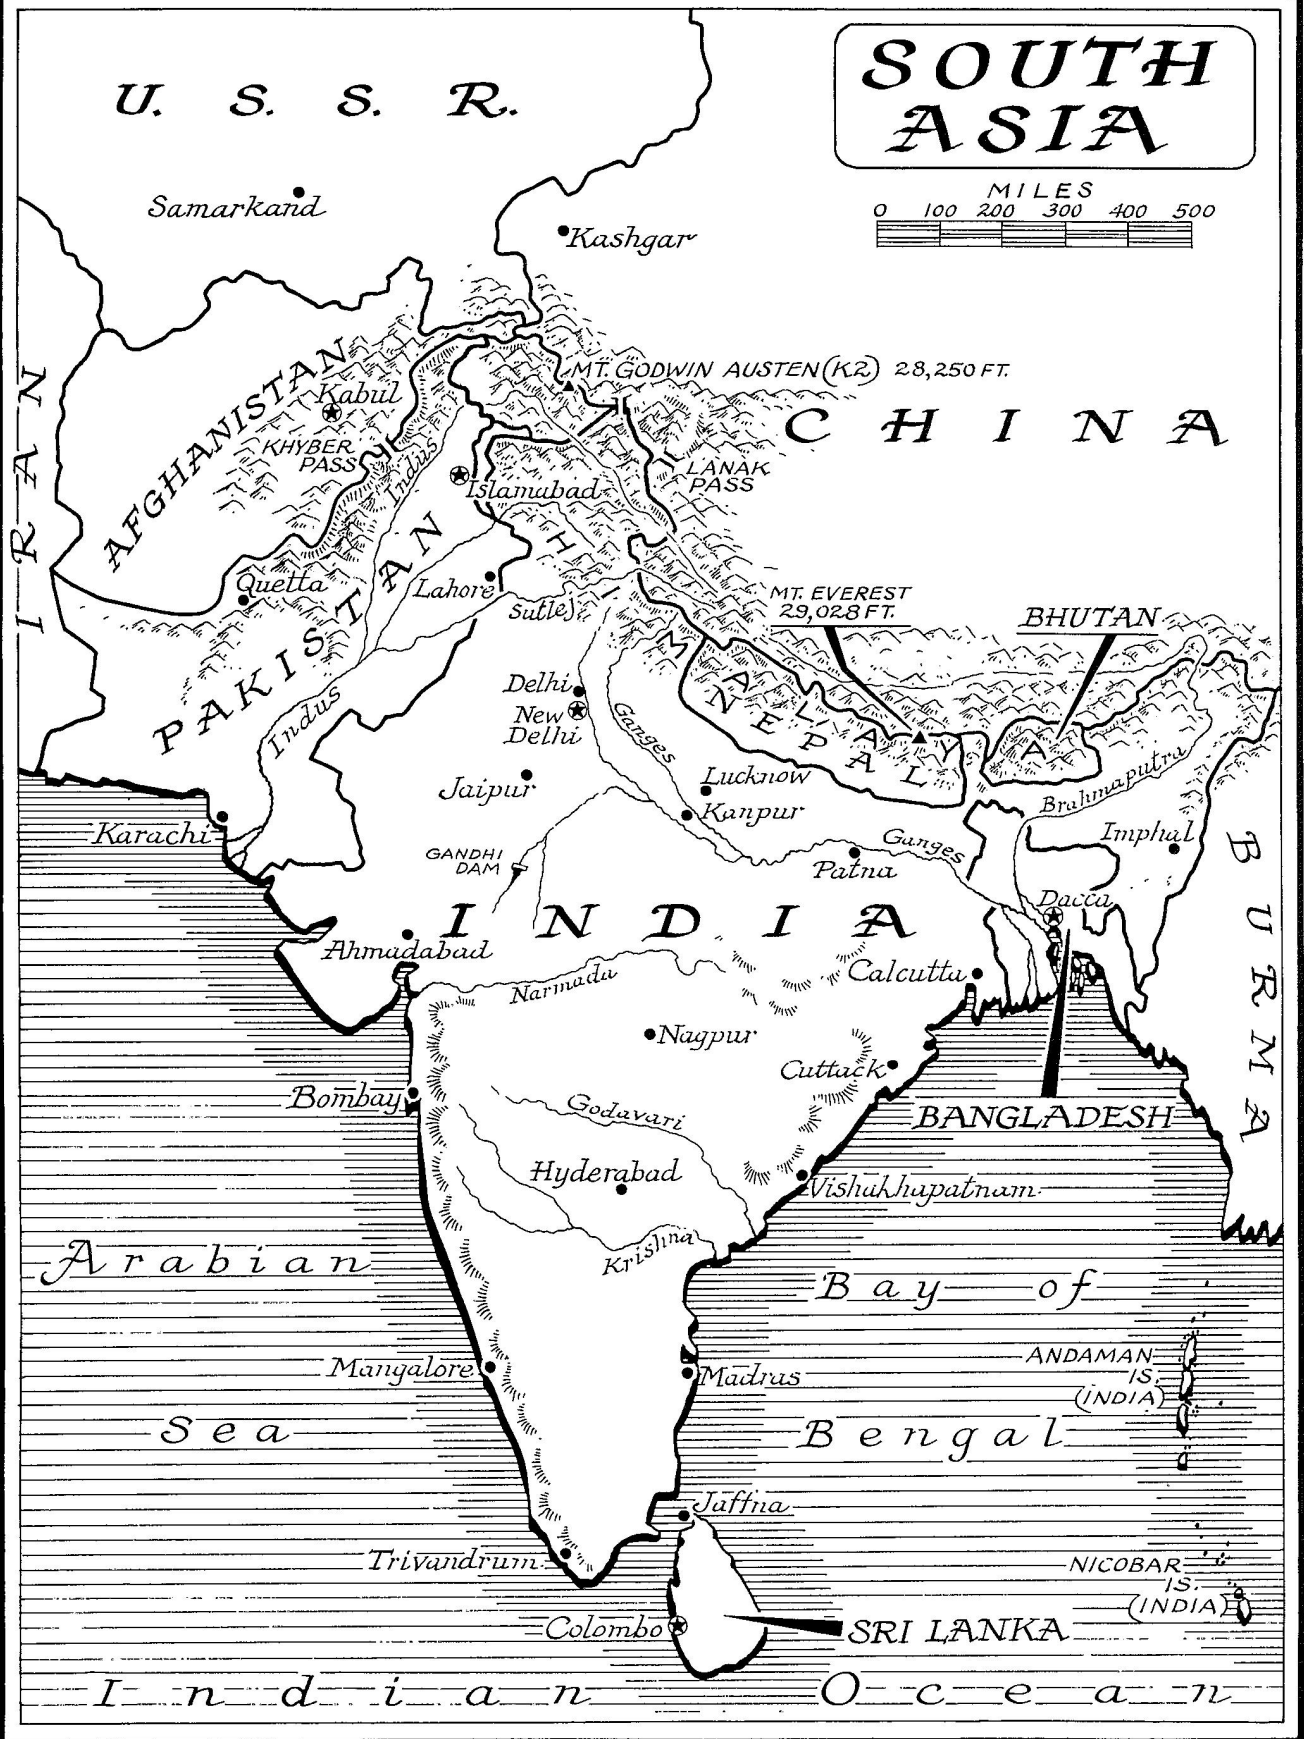 SOUTH
ASIA
MILES
0 100 200 300 400 500
U. S. S. R.
Samarkand
Kashgar
IRAN
AFGHANISTAN
Kabul
KHYBER
PASS
MT. GODWIN AUSTEN (K2) 28,250 FT.
CHINA
LANAK
PASS
Indus
Islamabad
PAKISTAN
Quetta
Lahore
Sutlej
HIMALAYA
MT. EVEREST
29,028 FT.
BHUTAN
NEPAL
Indus
Delhi
New
Delhi
Ganges
Jaipur
Lucknow
Kanpur
Brahmaputra
Karachi
GANDHI
DAM
Patna
Ganges
Imphal
BURMA
Dacca
INDIA
Ahmadabad
Narmada
Calcutta
Nagpur
Cuttack
Bombay
Godavari
BANGLADESH
Hyderabad
Vishakhapatnam
Krishna
Arabian
Sea
Bay of
Bengal
ANDAMAN
IS.
(INDIA)
Mangalore
Madras
Jaffna
Trivandrum
NICOBAR
IS.
(INDIA)
Colombo
SRI LANKA
Indian Ocean